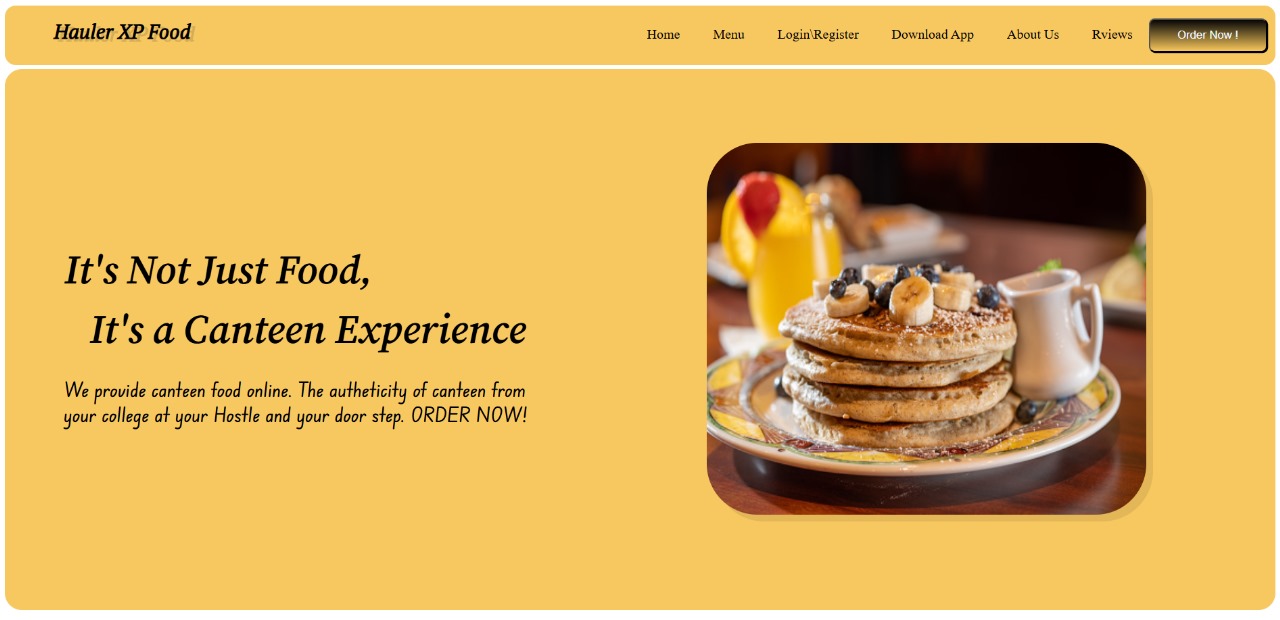 Hauler XP Food
Home Menu Login\Register Download App About Us Rviews Order Now !
It's Not Just Food,
It's a Canteen Experience
We provide canteen food online. The autheticity of canteen from
your college at your Hostle and your door step. ORDER NOW!